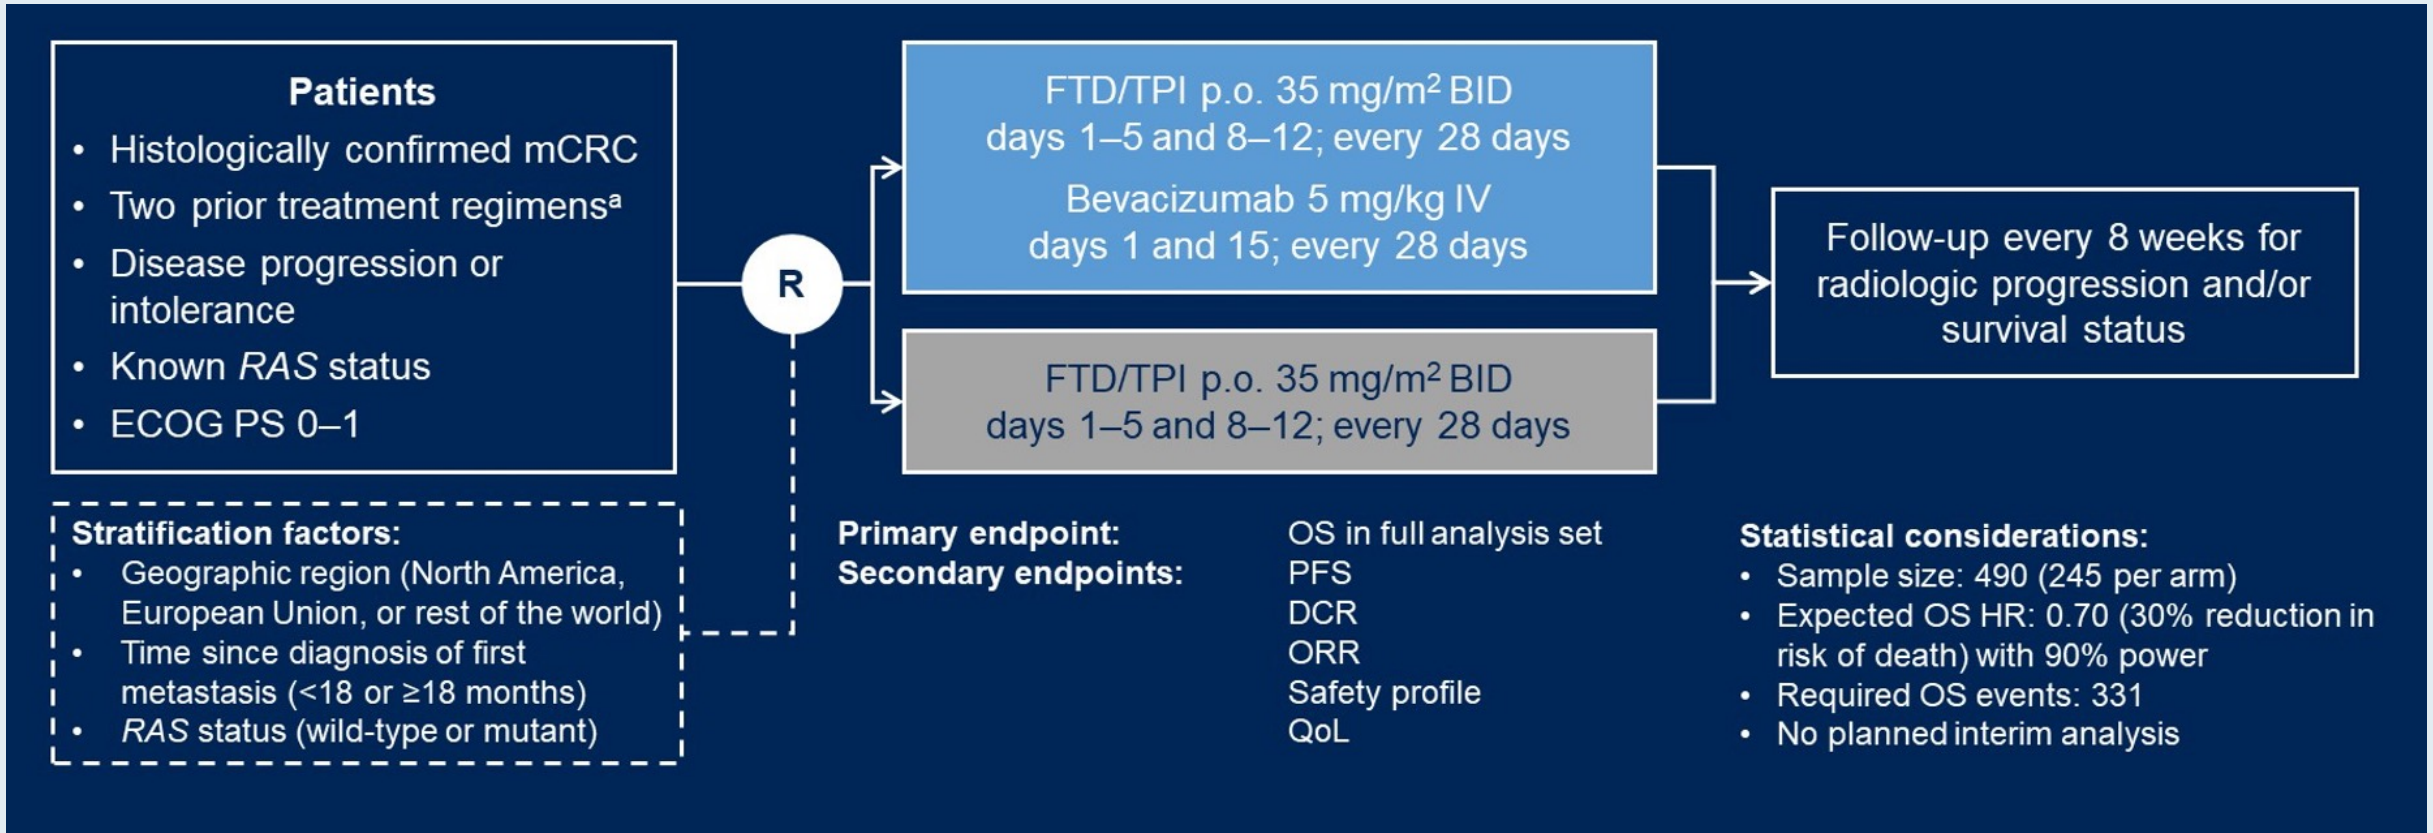 Patients
• Histologically confirmed mCRC
• Two prior treatment regimensᵃ
• Disease progression or
intolerance
• Known RAS status
• ECOG PS 0–1
R
FTD/TPI p.o. 35 mg/m² BID
days 1–5 and 8–12; every 28 days
Bevacizumab 5 mg/kg IV
days 1 and 15; every 28 days
FTD/TPI p.o. 35 mg/m² BID
days 1–5 and 8–12; every 28 days
Follow-up every 8 weeks for
radiologic progression and/or
survival status
Stratification factors:
• Geographic region (North America,
European Union, or rest of the world)
• Time since diagnosis of first
metastasis (<18 or ≥18 months)
• RAS status (wild-type or mutant)
Primary endpoint: OS in full analysis set
Secondary endpoints: PFS
DCR
ORR
Safety profile
QoL
Statistical considerations:
• Sample size: 490 (245 per arm)
• Expected OS HR: 0.70 (30% reduction in
risk of death) with 90% power
• Required OS events: 331
• No planned interim analysis